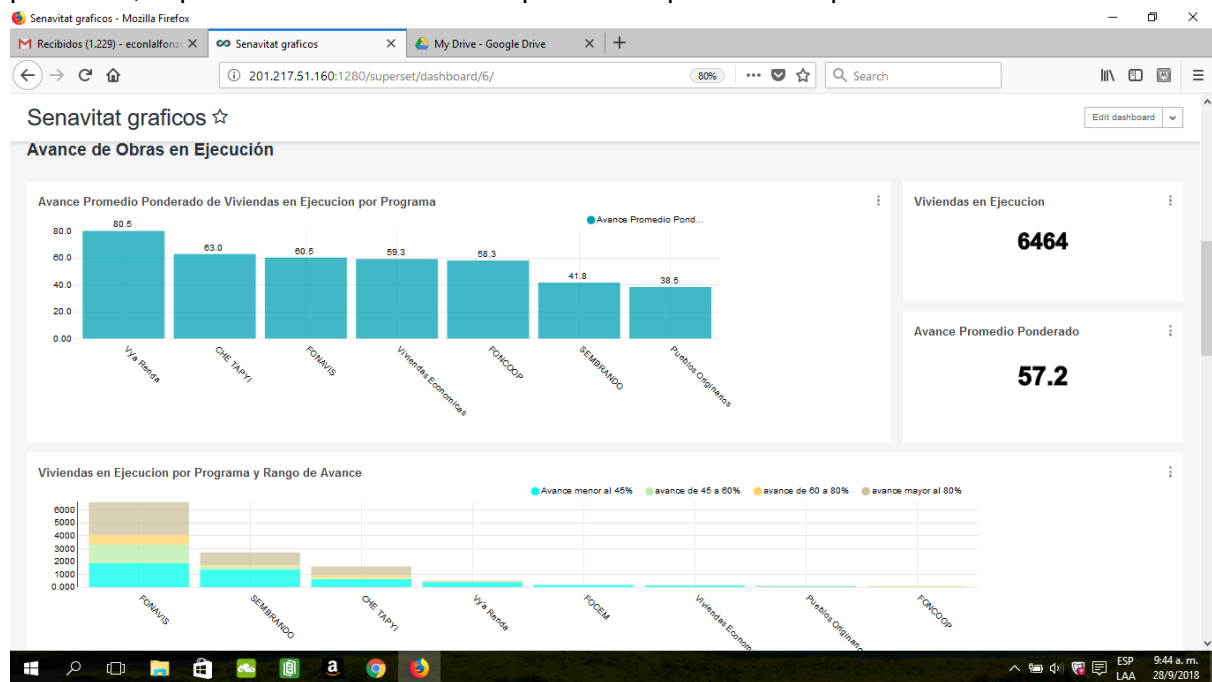 Senavitat graficos - Mozilla Firefox
Recibidos (1.229) - econlalfonz
Senavitat graficos
My Drive - Google Drive
201.217.51.160:1280/superset/dashboard/6/
80%
Search
Senavitat graficos
Edit dashboard
Avance de Obras en Ejecución
Avance Promedio Ponderado de Viviendas en Ejecucion por Programa
Avance Promedio Pond...
80.0
60.0
40.0
20.0
0.00
80.5
63.0
60.5
59.3
58.3
41.8
38.5
Vy'a Renda
CHE TAPYI
FONAVIS
Viviendas Economicas
FONCOOP
SEMBRANDO
Pueblos Originarios
Viviendas en Ejecucion
6464
Avance Promedio Ponderado
57.2
Viviendas en Ejecucion por Programa y Rango de Avance
Avance menor al 45%
avance de 45 a 60%
avance de 60 a 80%
avance mayor al 80%
6000
5000
4000
3000
2000
1000
0.000
FONAVIS
SEMBRANDO
CHE TAPYI
Vy'a Renda
FOCEM
Viviendas Econom
Pueblos Originario
FONCOOP
ESP
LAA
9:44 a. m.
28/9/2018